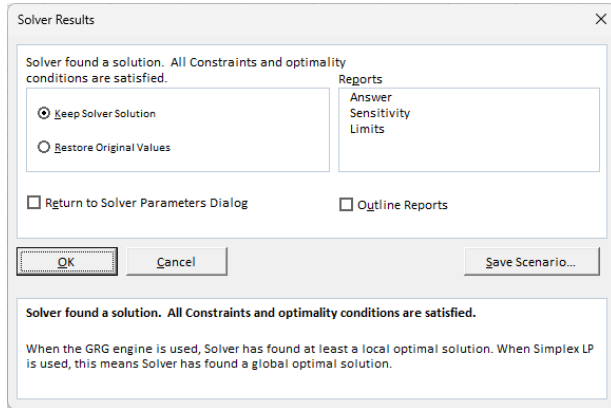 Solver Results
Solver found a solution. All Constraints and optimality
conditions are satisfied.
Reports
Answer
Sensitivity
Limits
Keep Solver Solution
Restore Original Values
Return to Solver Parameters Dialog
Outline Reports
OK
Cancel
Save Scenario...
Solver found a solution. All Constraints and optimality conditions are satisfied.
When the GRG engine is used, Solver has found at least a local optimal solution. When Simplex LP
is used, this means Solver has found a global optimal solution.